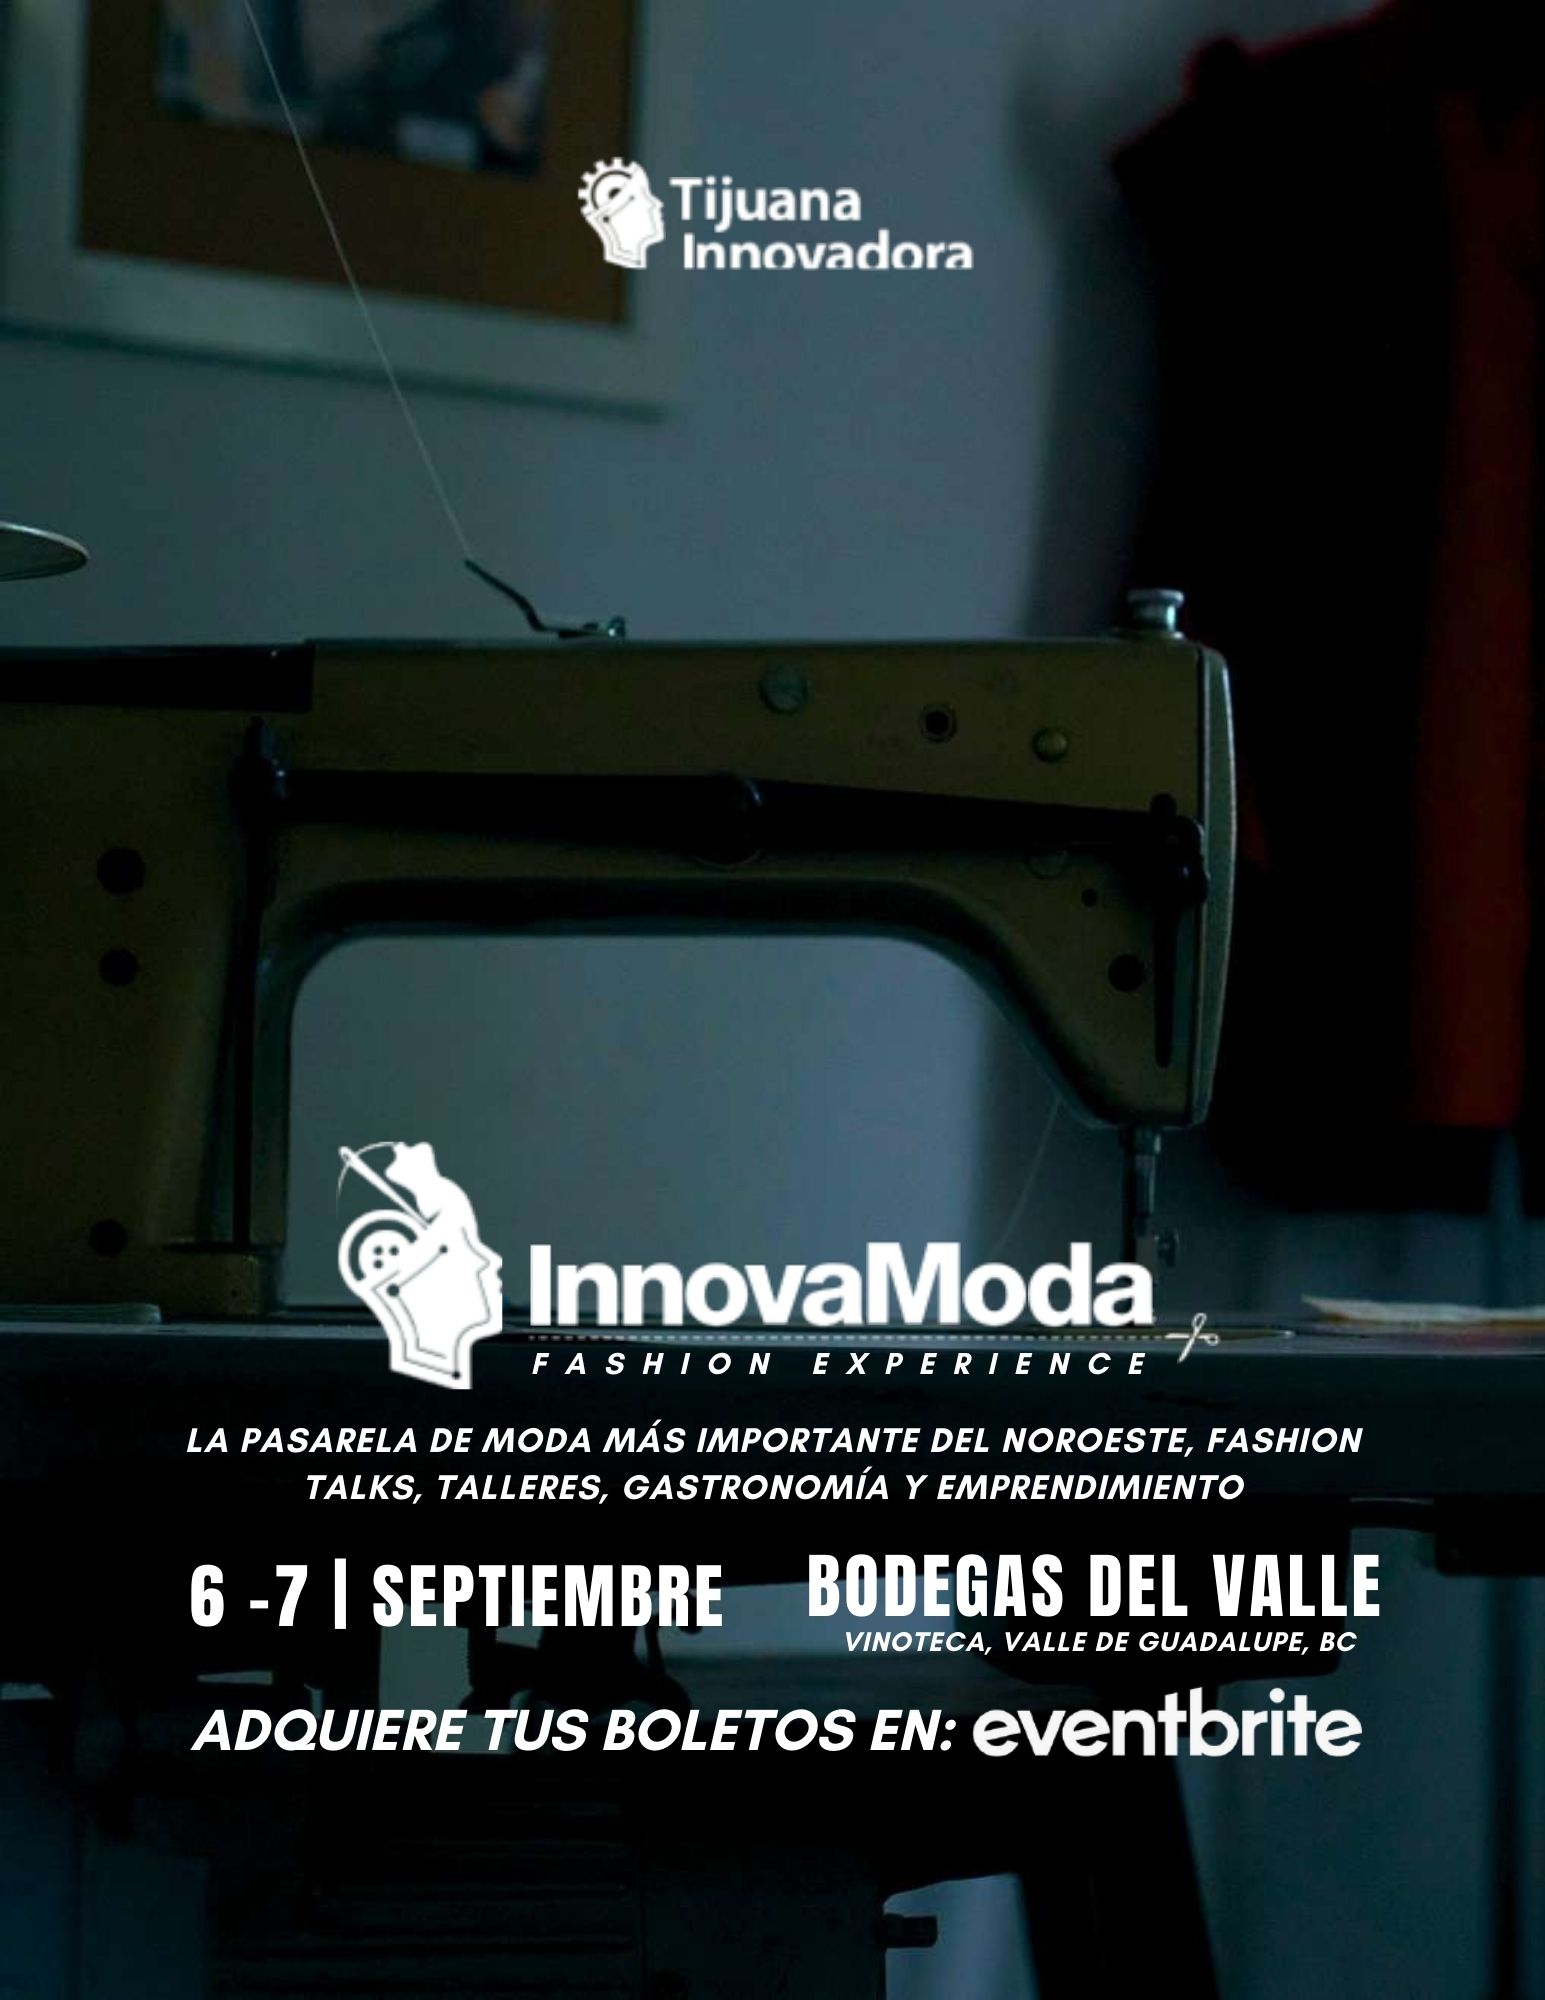 Tijuana
Innovadora
InnovaModa
FASHION EXPERIENCE
LA PASARELA DE MODA MÁS IMPORTANTE DEL NOROESTE, FASHION
TALKS, TALLERES, GASTRONOMÍA Y EMPRENDIMIENTO
6 -7 | SEPTIEMBRE
BODEGAS DEL VALLE
VINOTECA, VALLE DE GUADALUPE, BC
ADQUIERE TUS BOLETOS EN: eventbrite